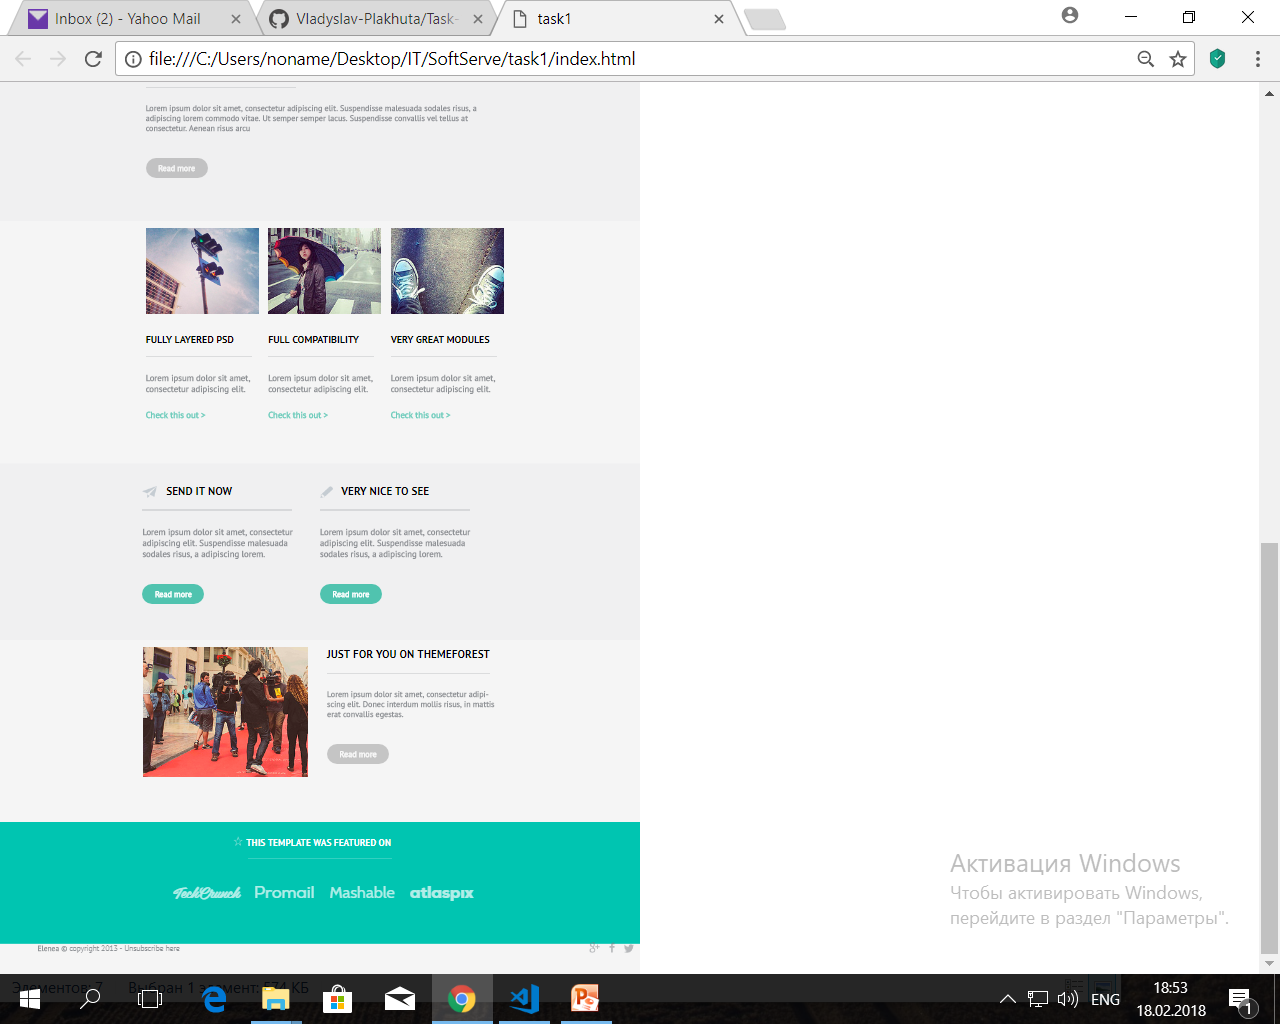 Inbox (2) - Yahoo Mail
Vladyslav-Plakhuta/Task-
task1
file:///C:/Users/noname/Desktop/IT/SoftServe/task1/index.html
Lorem ipsum dolor sit amet, consectetur adipiscing elit. Suspendisse malesuada sodales risus, a
adipiscing lorem commodo vitae. Ut semper semper lacus. Suspendisse convallis vel tellus at
consectetur. Aenean risus arcu
Read more
FULLY LAYERED PSD
Lorem ipsum dolor sit amet,
consectetur adipiscing elit.
Check this out >
FULL COMPATIBILITY
Lorem ipsum dolor sit amet,
consectetur adipiscing elit.
Check this out >
VERY GREAT MODULES
Lorem ipsum dolor sit amet,
consectetur adipiscing elit.
Check this out >
SEND IT NOW
Lorem ipsum dolor sit amet, consectetur
adipiscing elit. Suspendisse malesuada
sodales risus, a adipiscing lorem.
Read more
VERY NICE TO SEE
Lorem ipsum dolor sit amet, consectetur
adipiscing elit. Suspendisse malesuada
sodales risus, a adipiscing lorem.
Read more
JUST FOR YOU ON THEMEFOREST
Lorem ipsum dolor sit amet, consectetur adipi-
scing elit. Donec interdum mollis risus, in mattis
erat convallis egestas.
Read more
THIS TEMPLATE WAS FEATURED ON
TechCrunch Promail Mashable atlaspix
Elenea © copyright 2013 - Unsubscribe here
g+ f
Активация Windows
Чтобы активировать Windows,
перейдите в раздел "Параметры".
Элементов: 7 Выбран 1 элемент: 574 КБ
ENG
18:53
18.02.2018
1